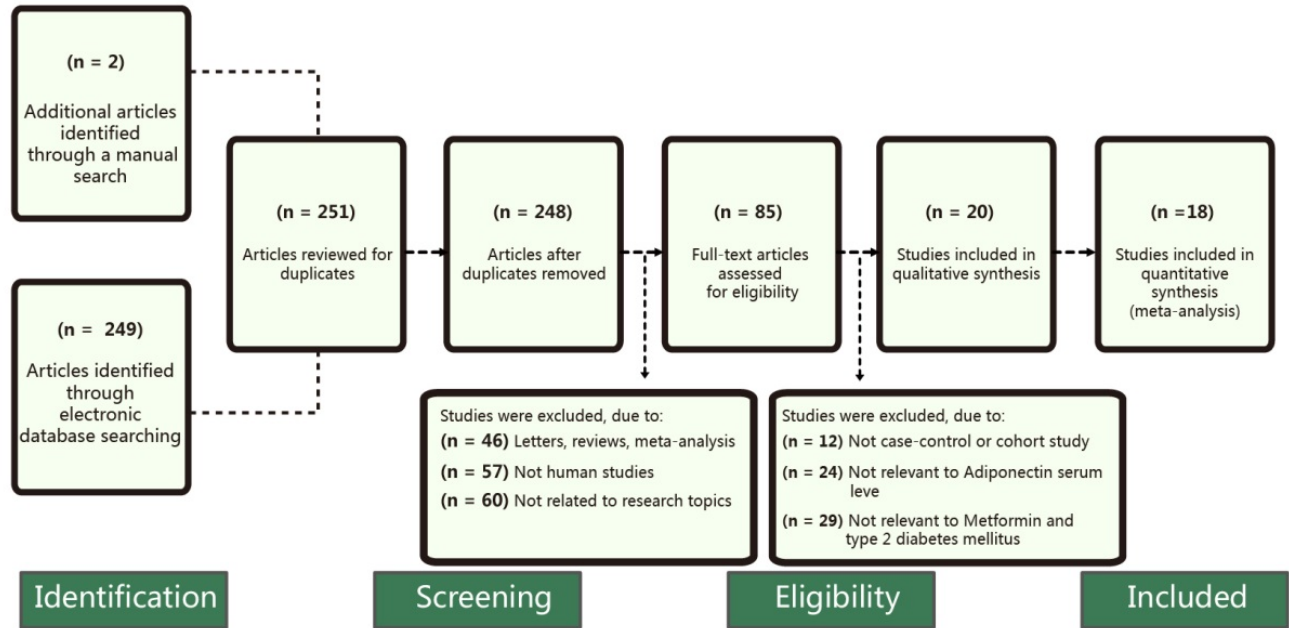 (n = 2)
Additional articles
identified
through a manual
search
(n = 249)
Articles identified
through
electronic
database searching
(n = 251)
Articles reviewed for
duplicates
(n = 248)
Articles after
duplicates removed
(n = 85)
Full-text articles
assessed
for eligibility
(n = 20)
Studies included in
qualitative synthesis
(n =18)
Studies included in
quantitative
synthesis
(meta-analysis)
Studies were excluded, due to:
(n = 46) Letters, reviews, meta-analysis
(n = 57) Not human studies
(n = 60) Not related to research topics
Studies were excluded, due to:
(n = 12) Not case-control or cohort study
(n = 24) Not relevant to Adiponectin serum
leve
(n = 29) Not relevant to Metformin and
type 2 diabetes mellitus
Identification
Screening
Eligibility
Included